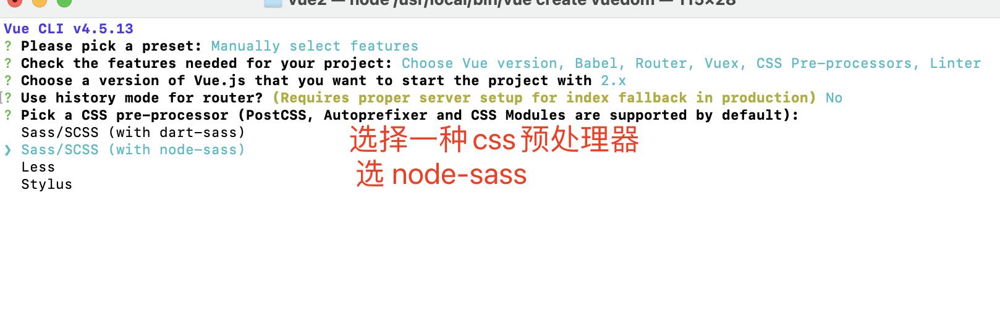 vue2 — node /usr/local/bin/vue create vuedom — 115×28
Vue CLI v4.5.13
? Please pick a preset: Manually select features
? Check the features needed for your project: Choose Vue version, Babel, Router, Vuex, CSS Pre-processors, Linter
? Choose a version of Vue.js that you want to start the project with 2.x
[? Use history mode for router? (Requires proper server setup for index fallback in production) No
? Pick a CSS pre-processor (PostCSS, Autoprefixer and CSS Modules are supported by default):
Sass/SCSS (with dart-sass)
❯ Sass/SCSS (with node-sass)
Less
Stylus
选择一种css预处理器
选 node-sass